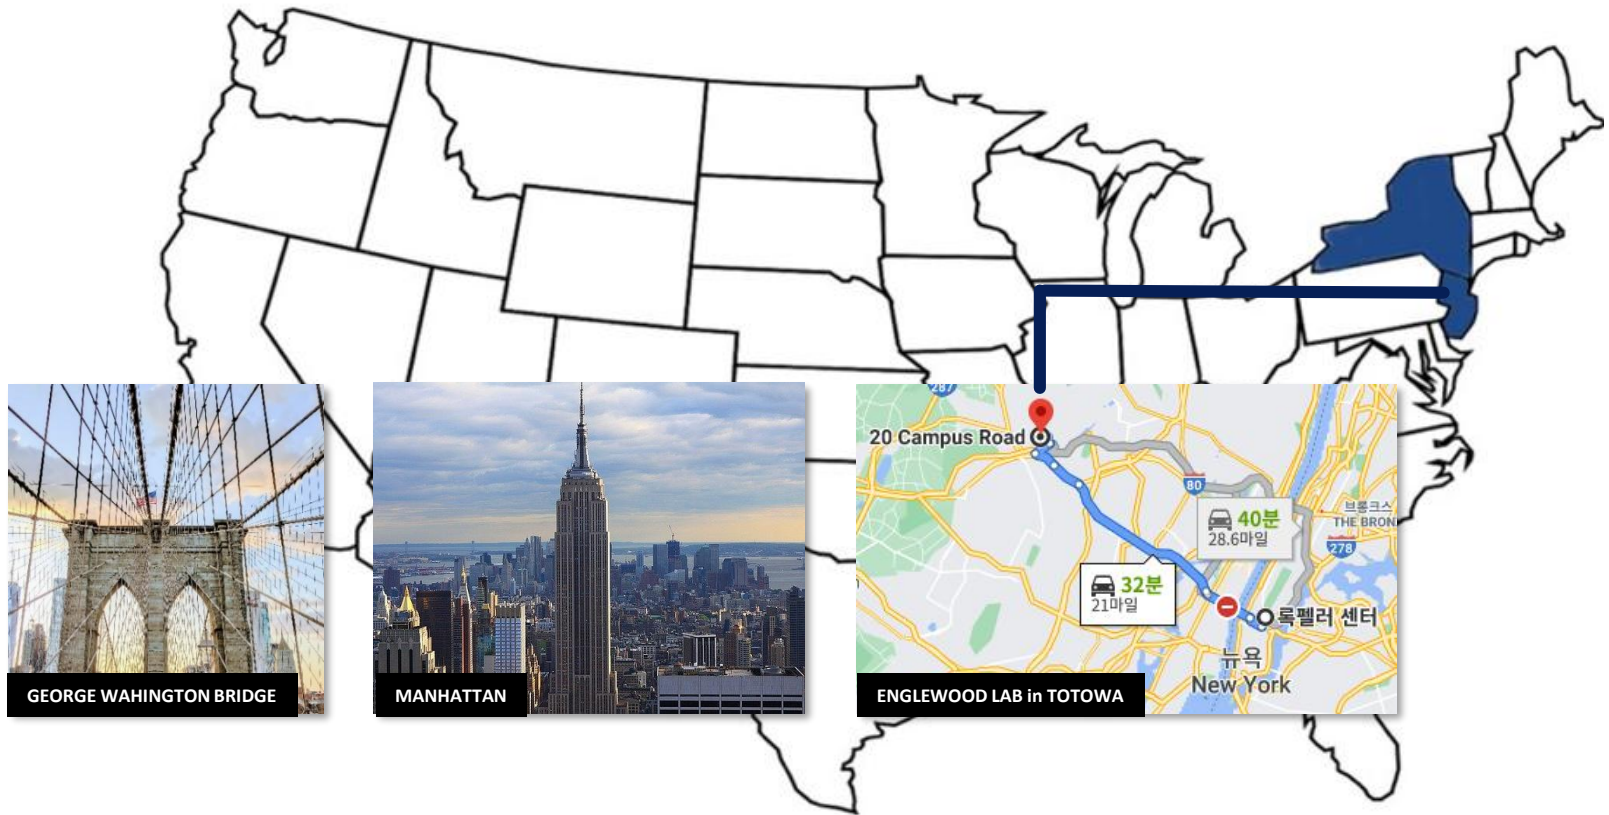 287
20 Campus Road
80
브롱크스
THE BRON
40분
28.6마일
278
32분
21마일
록펠러 센터
뉴욕
New York
GEORGE WAHINGTON BRIDGE
MANHATTAN
ENGLEWOOD LAB in TOTOWA